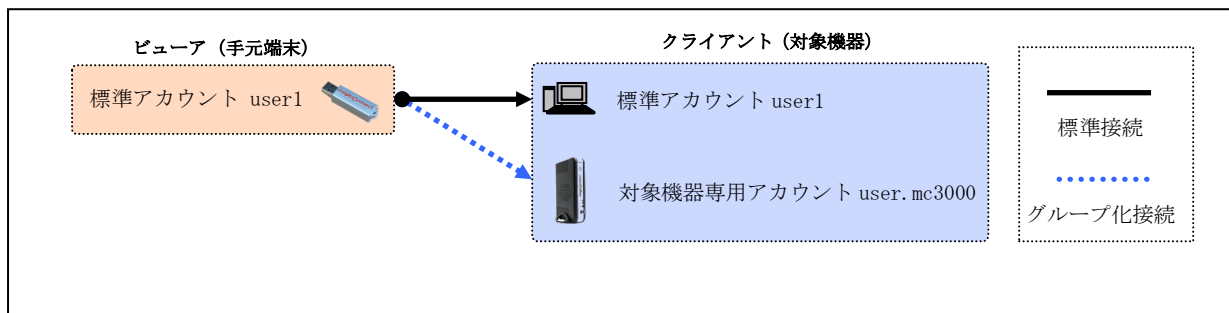 ビューア（手元端末）
標準アカウント user1
クライアント（対象機器）
標準アカウント user1
対象機器専用アカウント user.mc3000
標準接続
グループ化接続